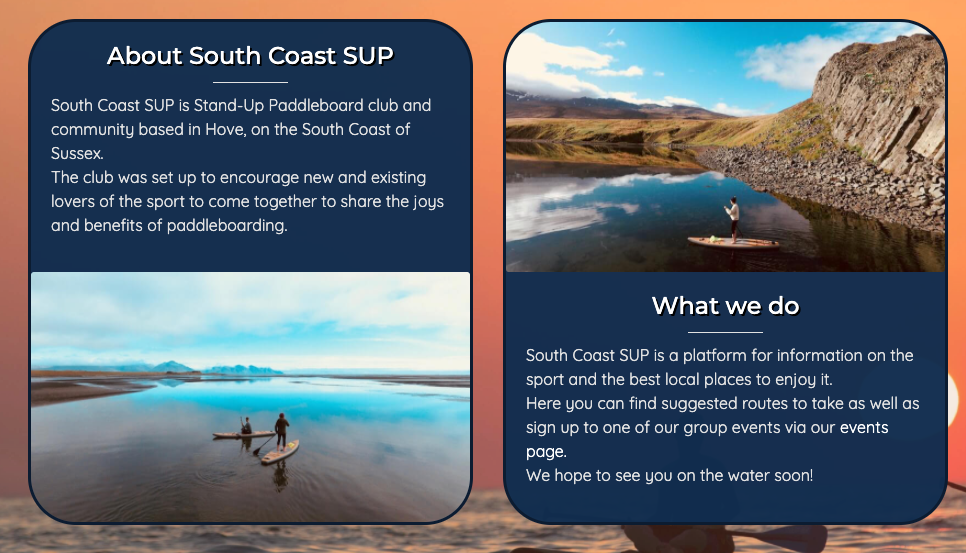 About South Coast SUP
South Coast SUP is Stand-Up Paddleboard club and
community based in Hove, on the South Coast of
Sussex.
The club was set up to encourage new and existing
lovers of the sport to come together to share the joys
and benefits of paddleboarding.
What we do
South Coast SUP is a platform for information on the
sport and the best local places to enjoy it.
Here you can find suggested routes to take as well as
sign up to one of our group events via our events
page.
We hope to see you on the water soon!